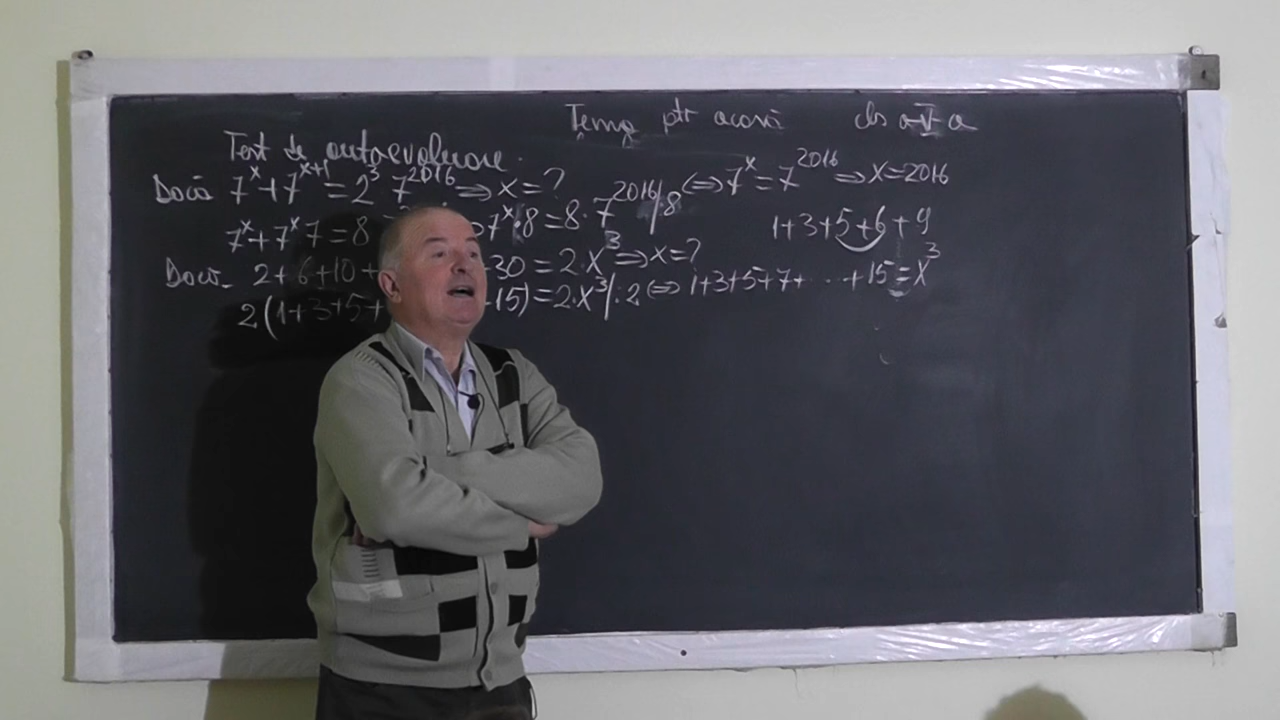 Temă ptr acasă cls a-V-a
Test de autoevaluare.
Dacă 7^x+7^{x+1}=2^3 7^{2016} ⇒ x=? ⇔ 7^x=7^{2016} ⇒ x=2016
7^x+7^x 7=8 7^x·8=8·7^{2016}/:8
1+3+5+6+9
Dacă 2+6+10+ 30=2·x^3 ⇒ x=?
2(1+3+5+ 15)=2·x^3/:2 ⇔ 1+3+5+7+...+15=x^3